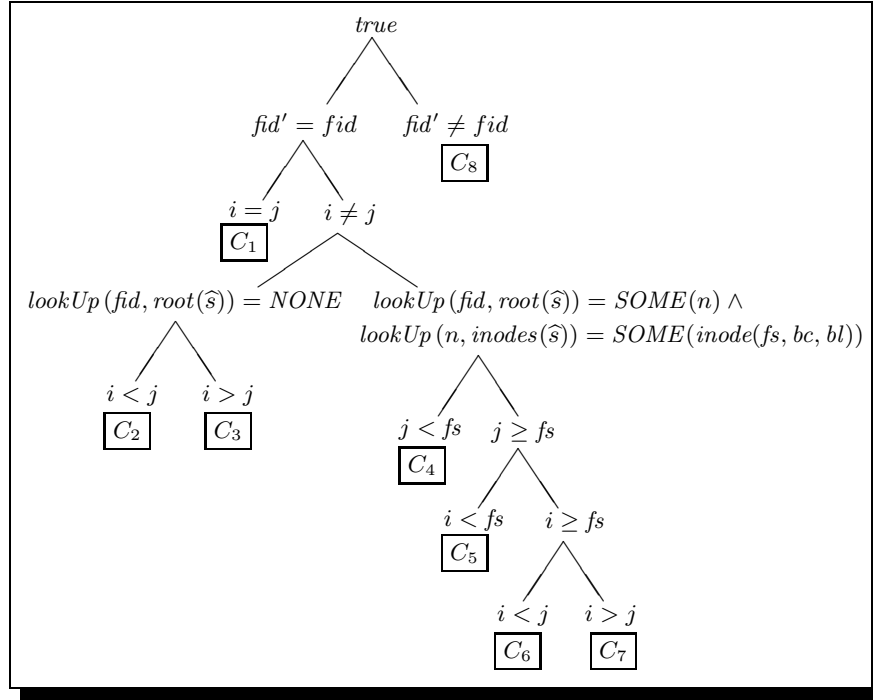 true
fid′ = fid fid′ ≠ fid
C₈
i = j i ≠ j
C₁
lookUp (fid, root(ŝ)) = NONE lookUp (fid, root(ŝ)) = SOME(n) ∧
lookUp (n, inodes(ŝ)) = SOME(inode(fs, bc, bl))
i < j i > j
C₂ C₃
j < fs j ≥ fs
C₄
i < fs i ≥ fs
C₅
i < j i > j
C₆ C₇